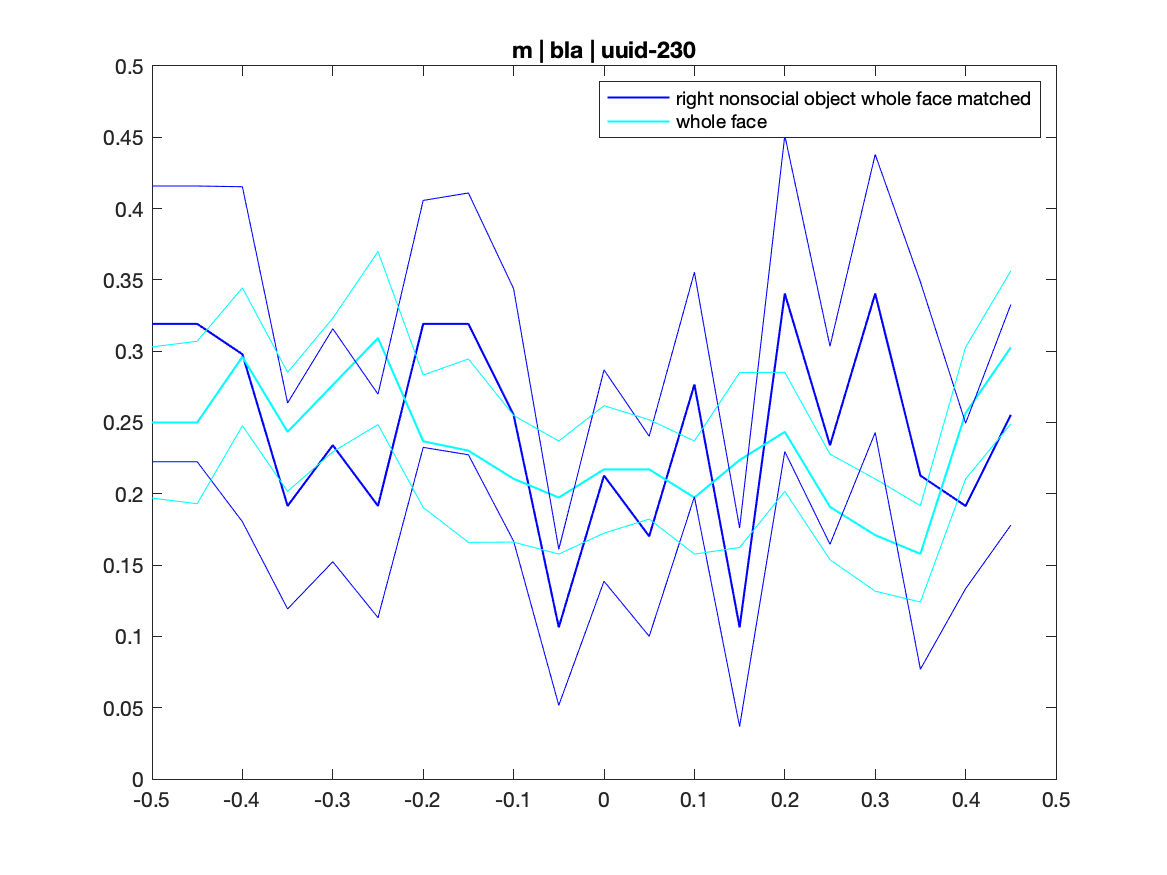 m | bla | uuid-230
right nonsocial object whole face matched
whole face
0.5
0.45
0.4
0.35
0.3
0.25
0.2
0.15
0.1
0.05
0
-0.5 -0.4 -0.3 -0.2 -0.1 0 0.1 0.2 0.3 0.4 0.5